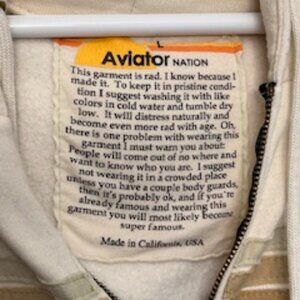 L
Aviator NATION
This garment is rad. I know because I
made it. To keep it in pristine condi-
tion I suggest washing it with like
colors in cold water and tumble dry
low. It will distress naturally and
become even more rad with age. Oh,
there is one problem with wearing this
garment I must warn you about:
People will come out of no where and
want to know who you are. I suggest
not wearing it in a crowded place
unless you have a couple body guards,
then it's probably ok, and if you're
already famous and wearing this
garment you will most likely become
super famous.
Made in California, USA